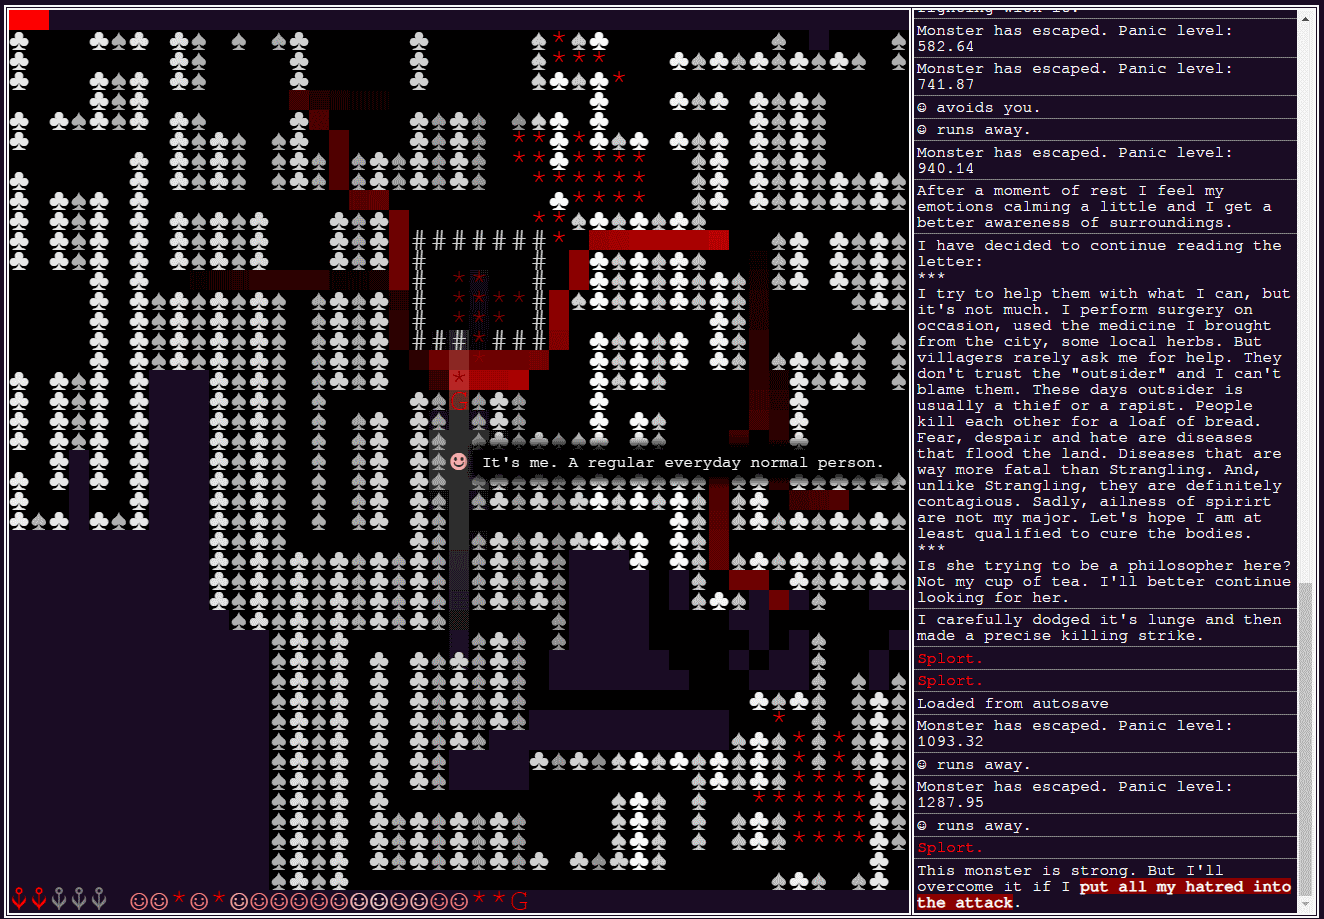 It's me. A regular everyday normal person.
Monster has escaped. Panic level:
582.64
Monster has escaped. Panic level:
741.87
☺ avoids you.
☺ runs away.
Monster has escaped. Panic level:
940.14
After a moment of rest I feel my
emotions calming a little and I get a
better awareness of surroundings.
I have decided to continue reading the
letter:
***
I try to help them with what I can, but
it's not much. I perform surgery on
occasion, used the medicine I brought
from the city, some local herbs. But
villagers rarely ask me for help. They
don't trust the "outsider" and I can't
blame them. These days outsider is
usually a thief or a rapist. People
kill each other for a loaf of bread.
Fear, despair and hate are diseases
that flood the land. Diseases that are
way more fatal than Strangling. And,
unlike Strangling, they are definitely
contagious. Sadly, ailness of spirirt
are not my major. Let's hope I am at
least qualified to cure the bodies.
***
Is she trying to be a philosopher here?
Not my cup of tea. I'll better continue
looking for her.
I carefully dodged it's lunge and then
made a precise killing strike.
Splort.
Splort.
Loaded from autosave
Monster has escaped. Panic level:
1093.32
☺ runs away.
Monster has escaped. Panic level:
1287.95
☺ runs away.
Splort.
This monster is strong. But I'll
overcome it if I put all my hatred into
the attack.